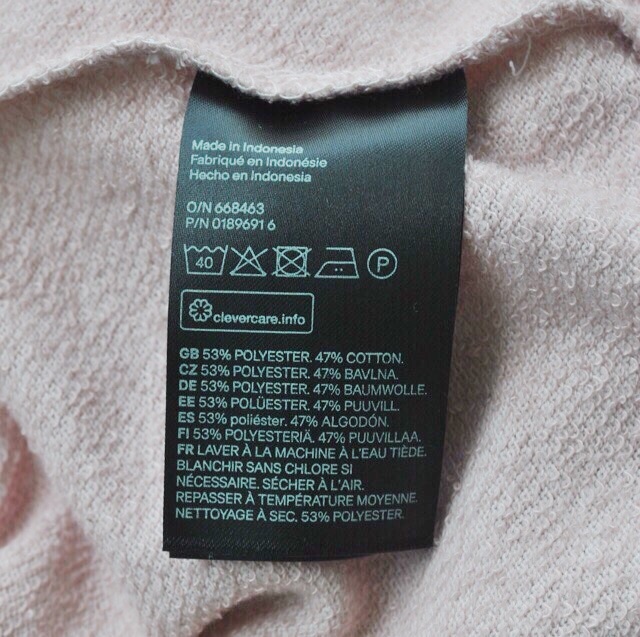 Made in Indonesia
Fabriqué en Indonésie
Hecho en Indonesia
O/N 668463
P/N 0189691 6
40 P
clevercare.info
GB 53% POLYESTER. 47% COTTON.
CZ 53% POLYESTER. 47% BAVLNA.
DE 53% POLYESTER. 47% BAUMWOLLE.
EE 53% POLÜESTER. 47% PUUVILL.
ES 53% poliéster. 47% ALGODÓN.
FI 53% POLYESTERIÄ. 47% PUUVILLAA.
FR LAVER À LA MACHINE À L'EAU TIÈDE.
BLANCHIR SANS CHLORE SI
NÉCESSAIRE. SÉCHER À L'AIR.
REPASSER À TEMPÉRATURE MOYENNE.
NETTOYAGE À SEC. 53% POLYESTER.